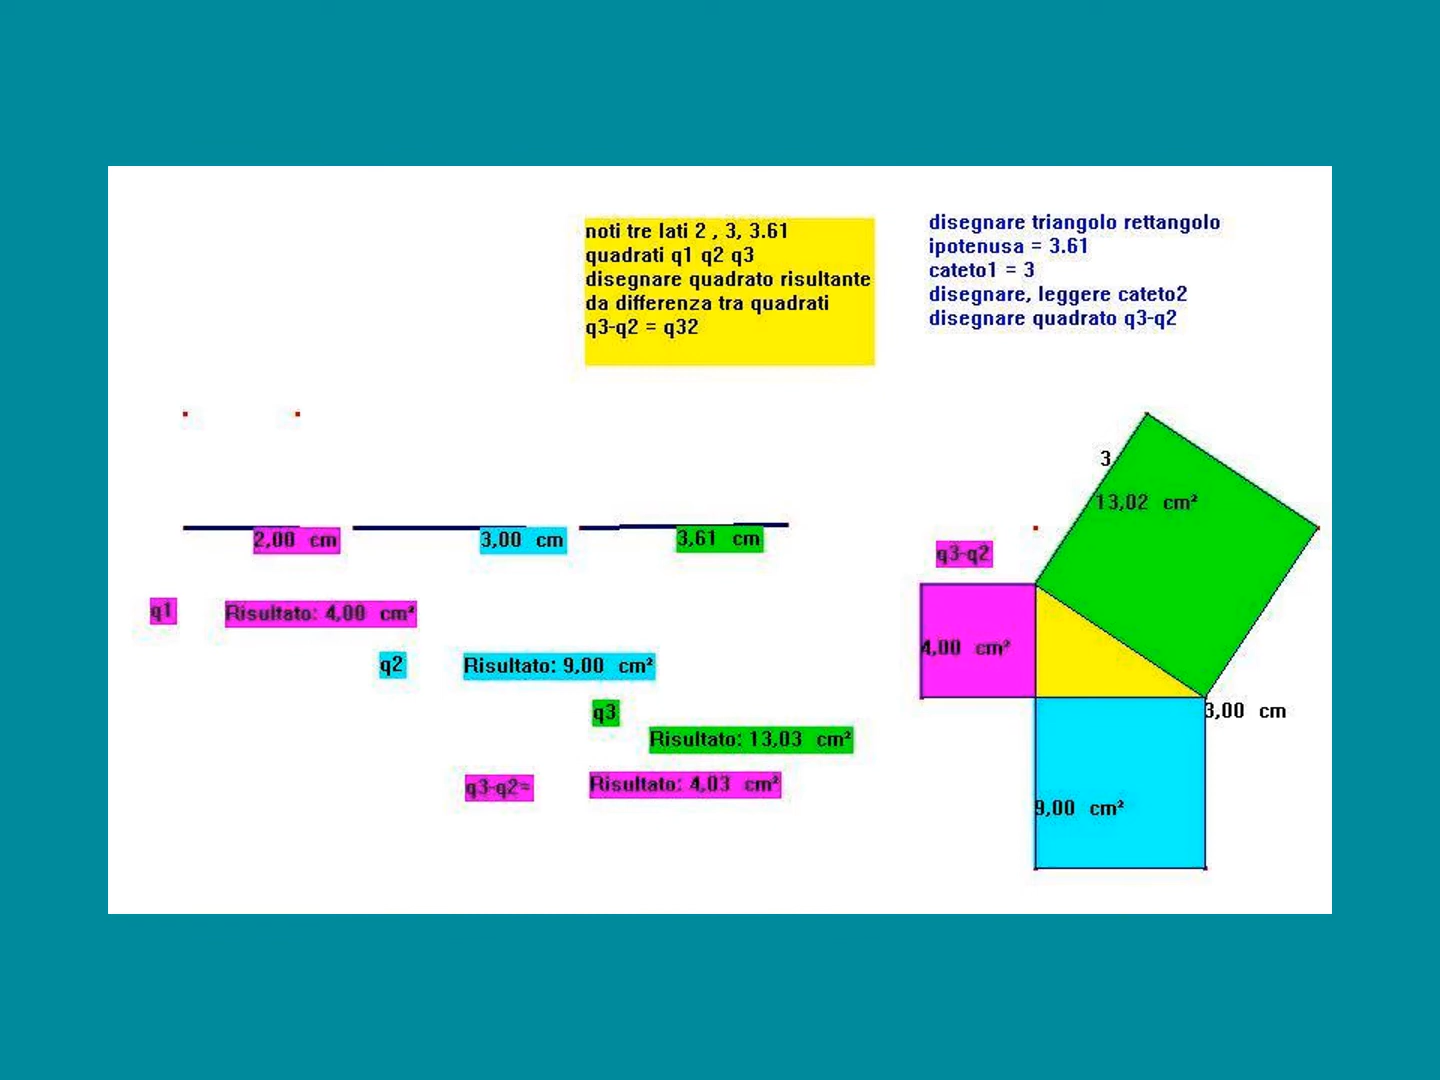 noti tre lati 2 , 3, 3.61
quadrati q1 q2 q3
disegnare quadrato risultante
da differenza tra quadrati
q3-q2 = q32
disegnare triangolo rettangolo
ipotenusa = 3.61
cateto1 = 3
disegnare, leggere cateto2
disegnare quadrato q3-q2
2,00 cm
3,00 cm
3,61 cm
q1
Risultato: 4,00 cm²
q2
Risultato: 9,00 cm²
q3
Risultato: 13,03 cm²
q3-q2=
Risultato: 4,03 cm²
3
13,02 cm²
q3-q2
4,00 cm²
3,00 cm
9,00 cm²